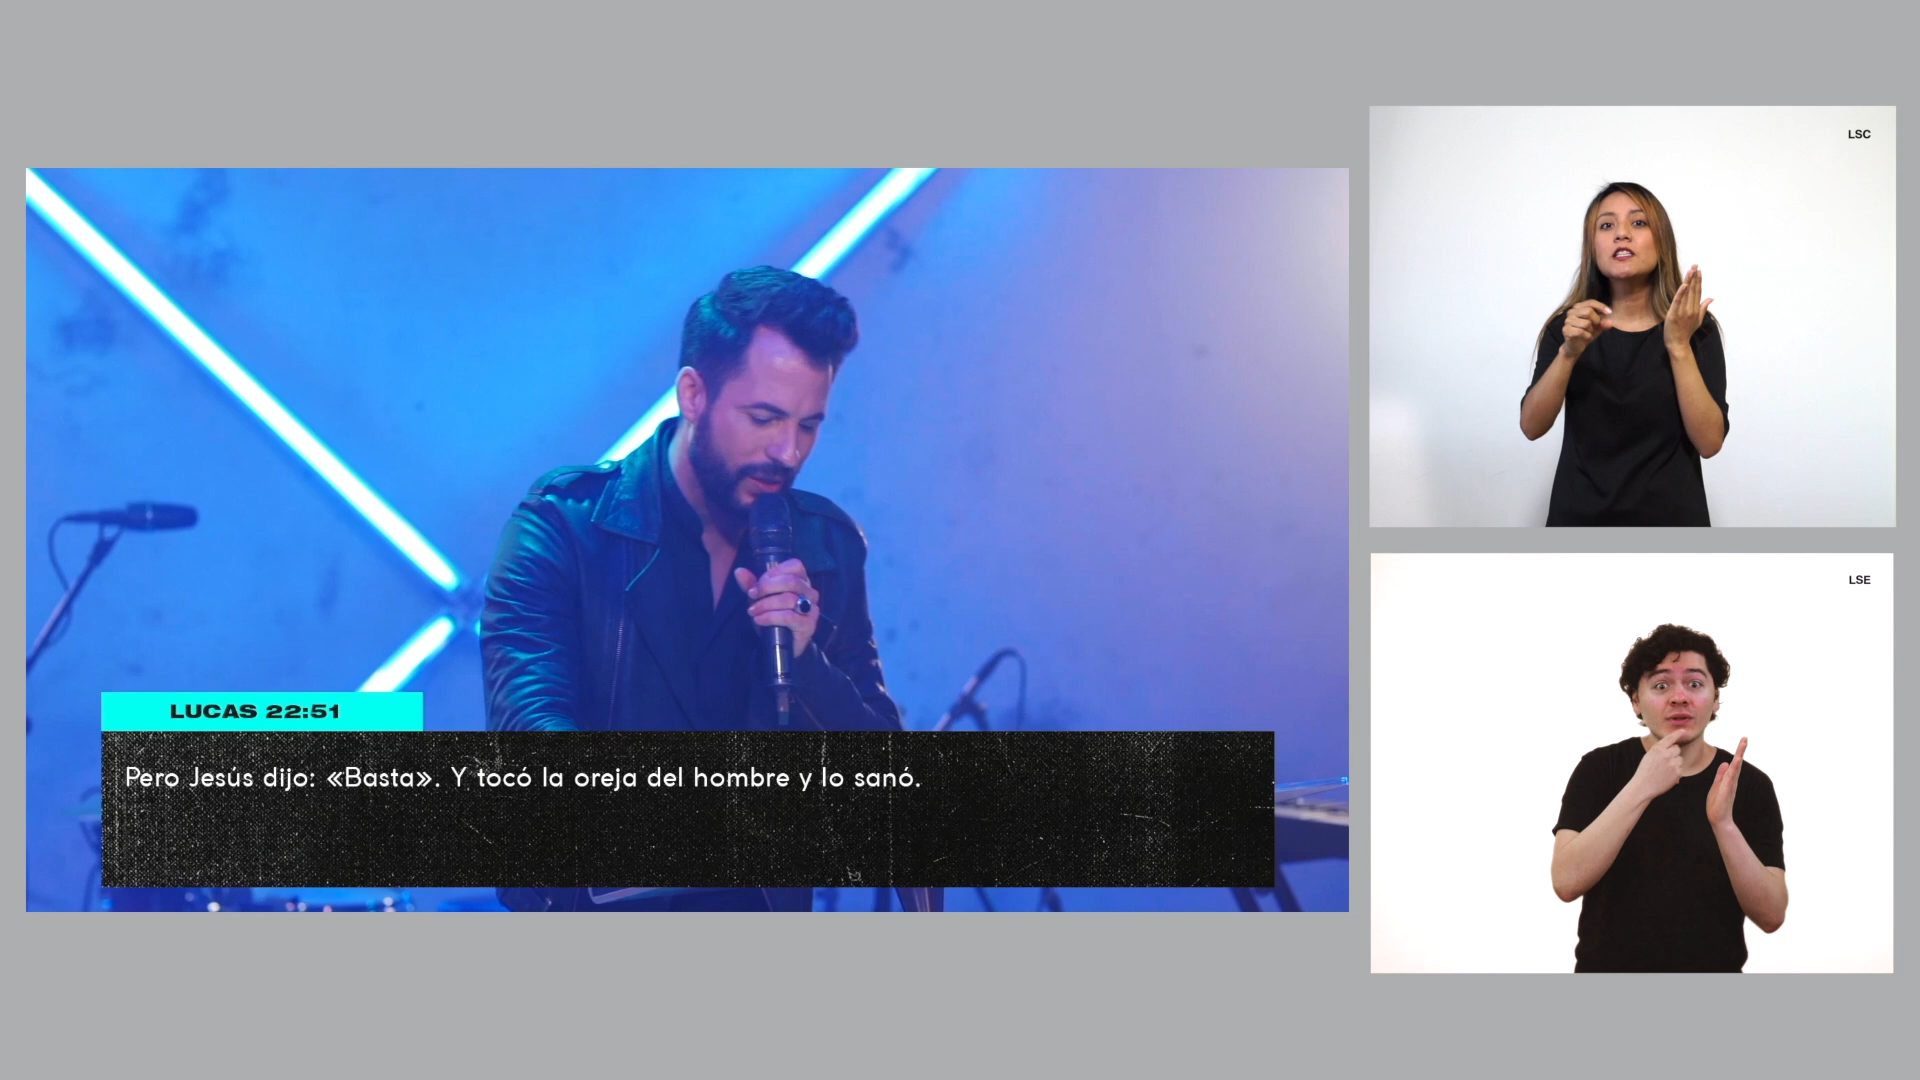 LUCAS 22:51
Pero Jesús dijo: «Basta». Y tocó la oreja del hombre y lo sanó.
LSC
LSE